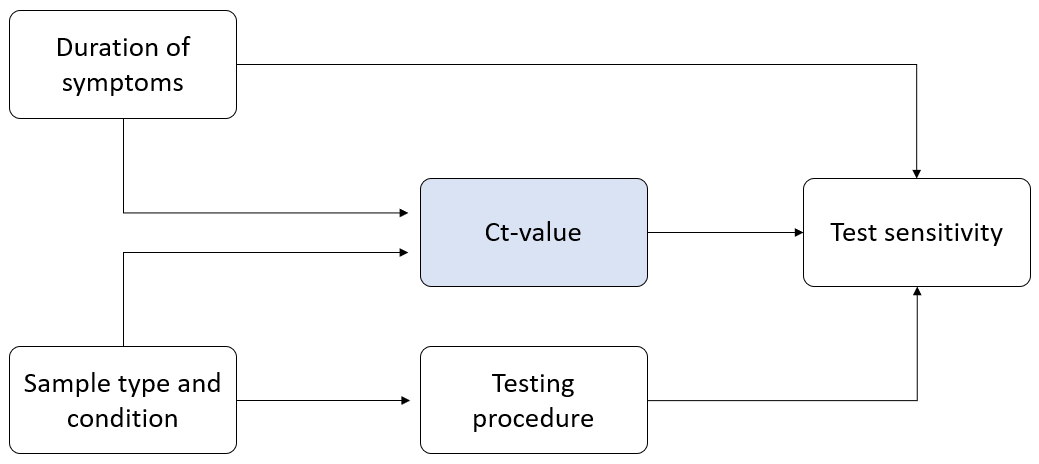 Duration of
symptoms
Ct-value
Test sensitivity
Sample type and
condition
Testing
procedure